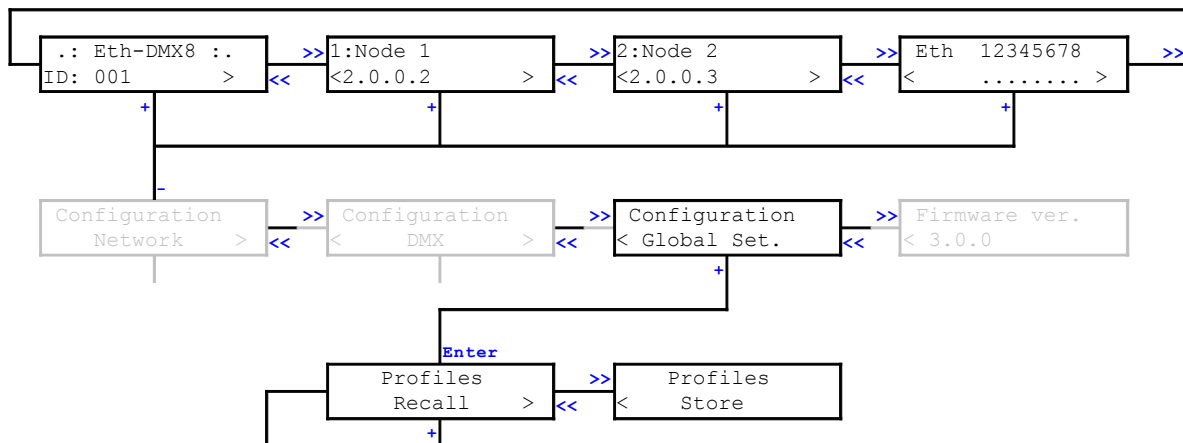 .: Eth-DMX8 :. >> 1:Node 1 >> 2:Node 2 >> Eth 12345678 >>
ID: 001 > << <2.0.0.2 > << <2.0.0.3 > << < ........ >
+ + + +
-
Configuration >> Configuration >> Configuration >> Firmware ver.
Network > << < DMX > << < Global Set. << < 3.0.0
+
Enter
Profiles >> Profiles
Recall > << < Store
+